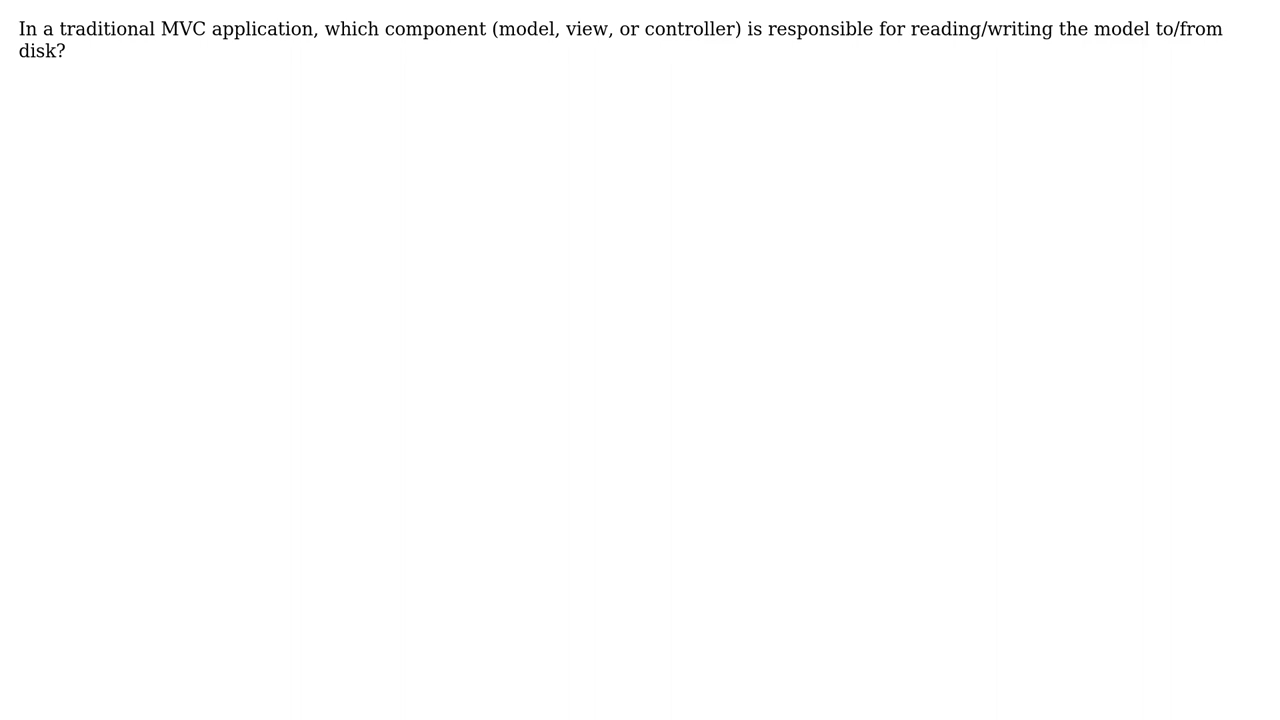 In a traditional MVC application, which component (model, view, or controller) is responsible for reading/writing the model to/from
disk?